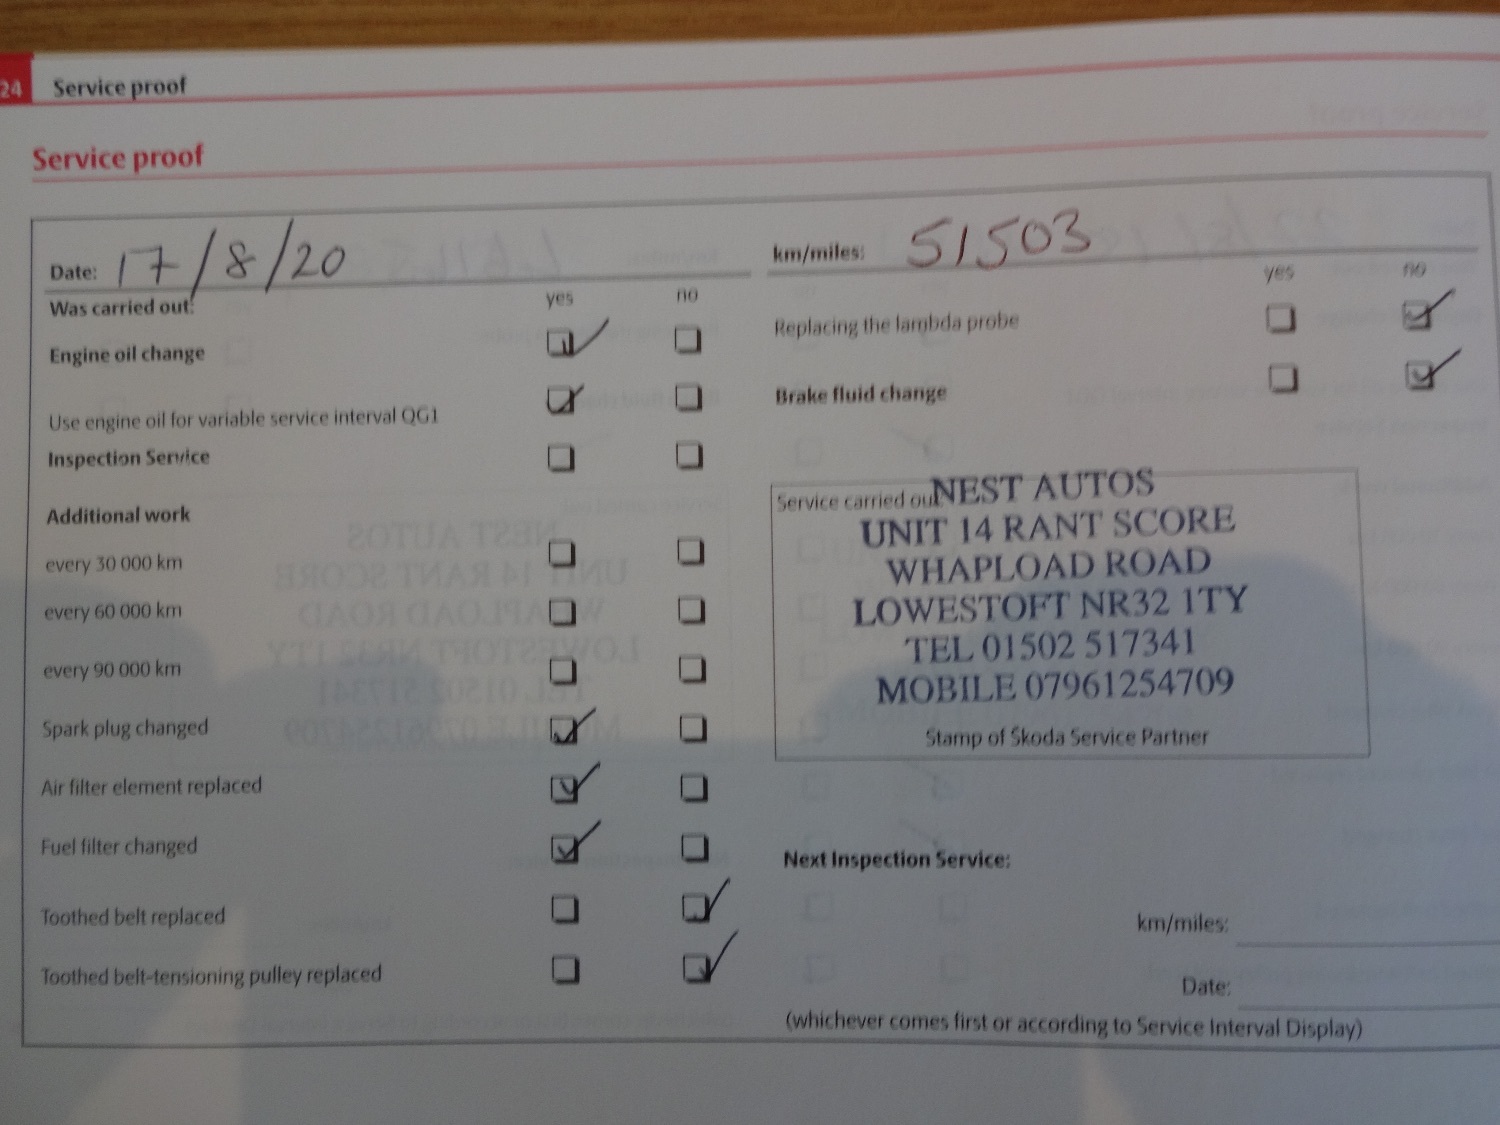 24 Service proof
Service proof
Date: 17/8/20
Was carried out: yes no
Engine oil change
Use engine oil for variable service interval QG1
Inspection Service
Additional work
every 30 000 km
every 60 000 km
every 90 000 km
Spark plug changed
Air filter element replaced
Fuel filter changed
Toothed belt replaced
Toothed belt-tensioning pulley replaced
km/miles: 51503
yes no
Replacing the lambda probe
Brake fluid change
Service carried out
NEST AUTOS
UNIT 14 RANT SCORE
WHAPLOAD ROAD
LOWESTOFT NR32 1TY
TEL 01502 517341
MOBILE 07961254709
Stamp of Škoda Service Partner
Next Inspection Service:
km/miles:
Date:
(whichever comes first or according to Service Interval Display)